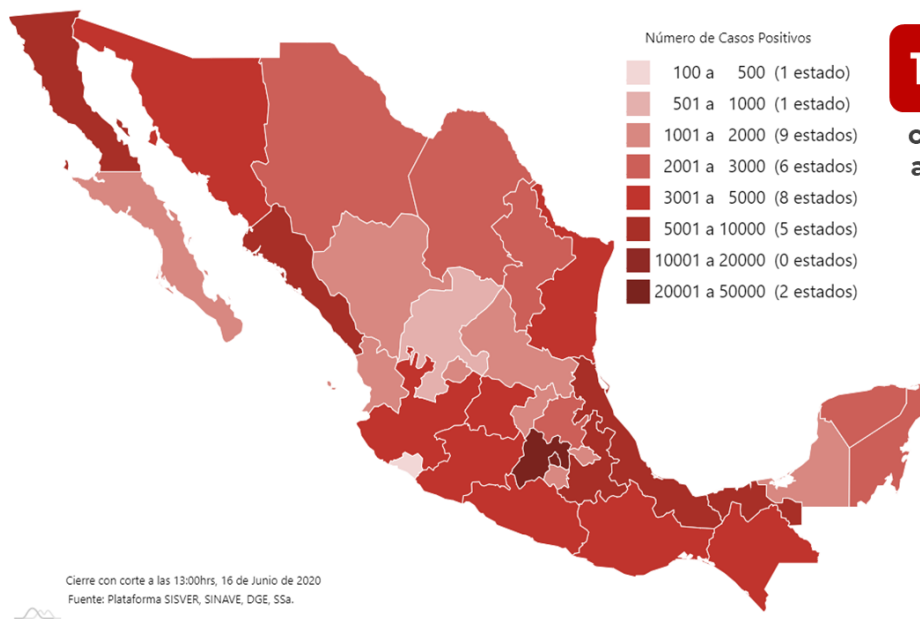 Número de Casos Positivos
100 a 500 (1 estado)
501 a 1000 (1 estado)
1001 a 2000 (9 estados)
2001 a 3000 (6 estados)
3001 a 5000 (8 estados)
5001 a 10000 (5 estados)
10001 a 20000 (0 estados)
20001 a 50000 (2 estados)
Cierre con corte a las 13:00hrs, 16 de Junio de 2020
Fuente: Plataforma SISVER, SINAVE, DGE, SSa.